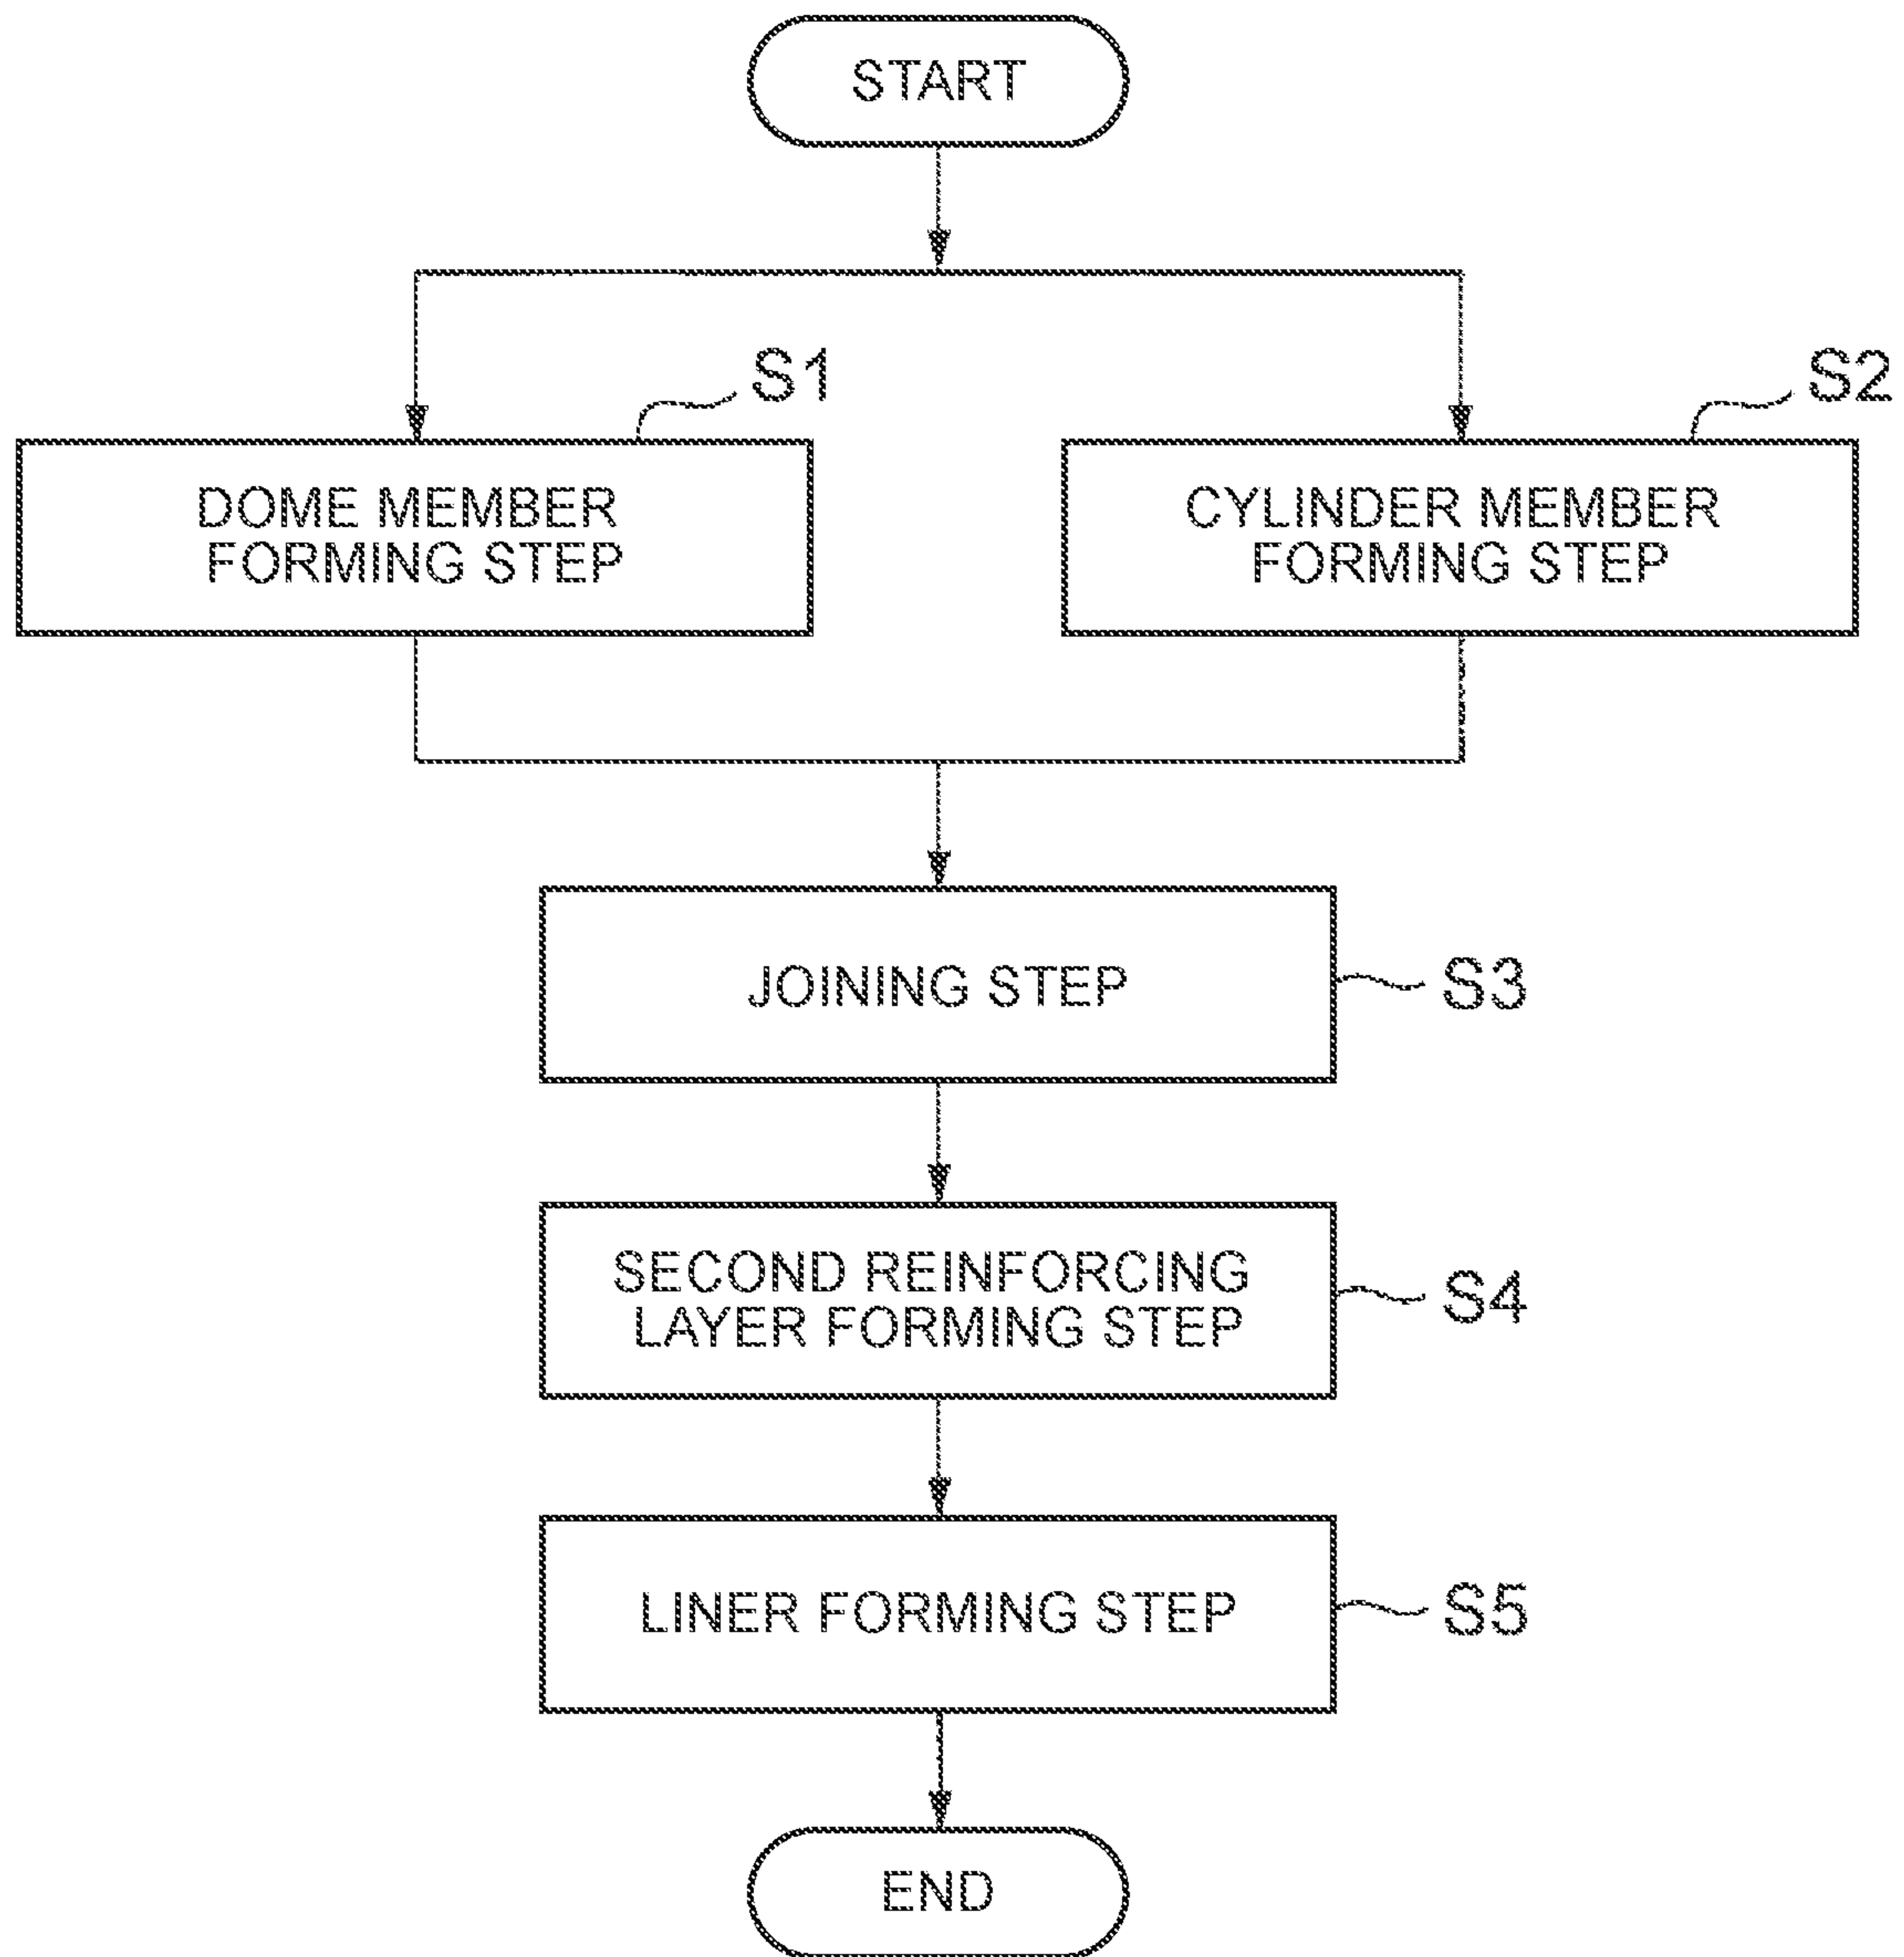 START
S1
S2
DOME MEMBER
FORMING STEP
CYLINDER MEMBER
FORMING STEP
JOINING STEP
S3
SECOND REINFORCING
LAYER FORMING STEP
S4
LINER FORMING STEP
S5
END